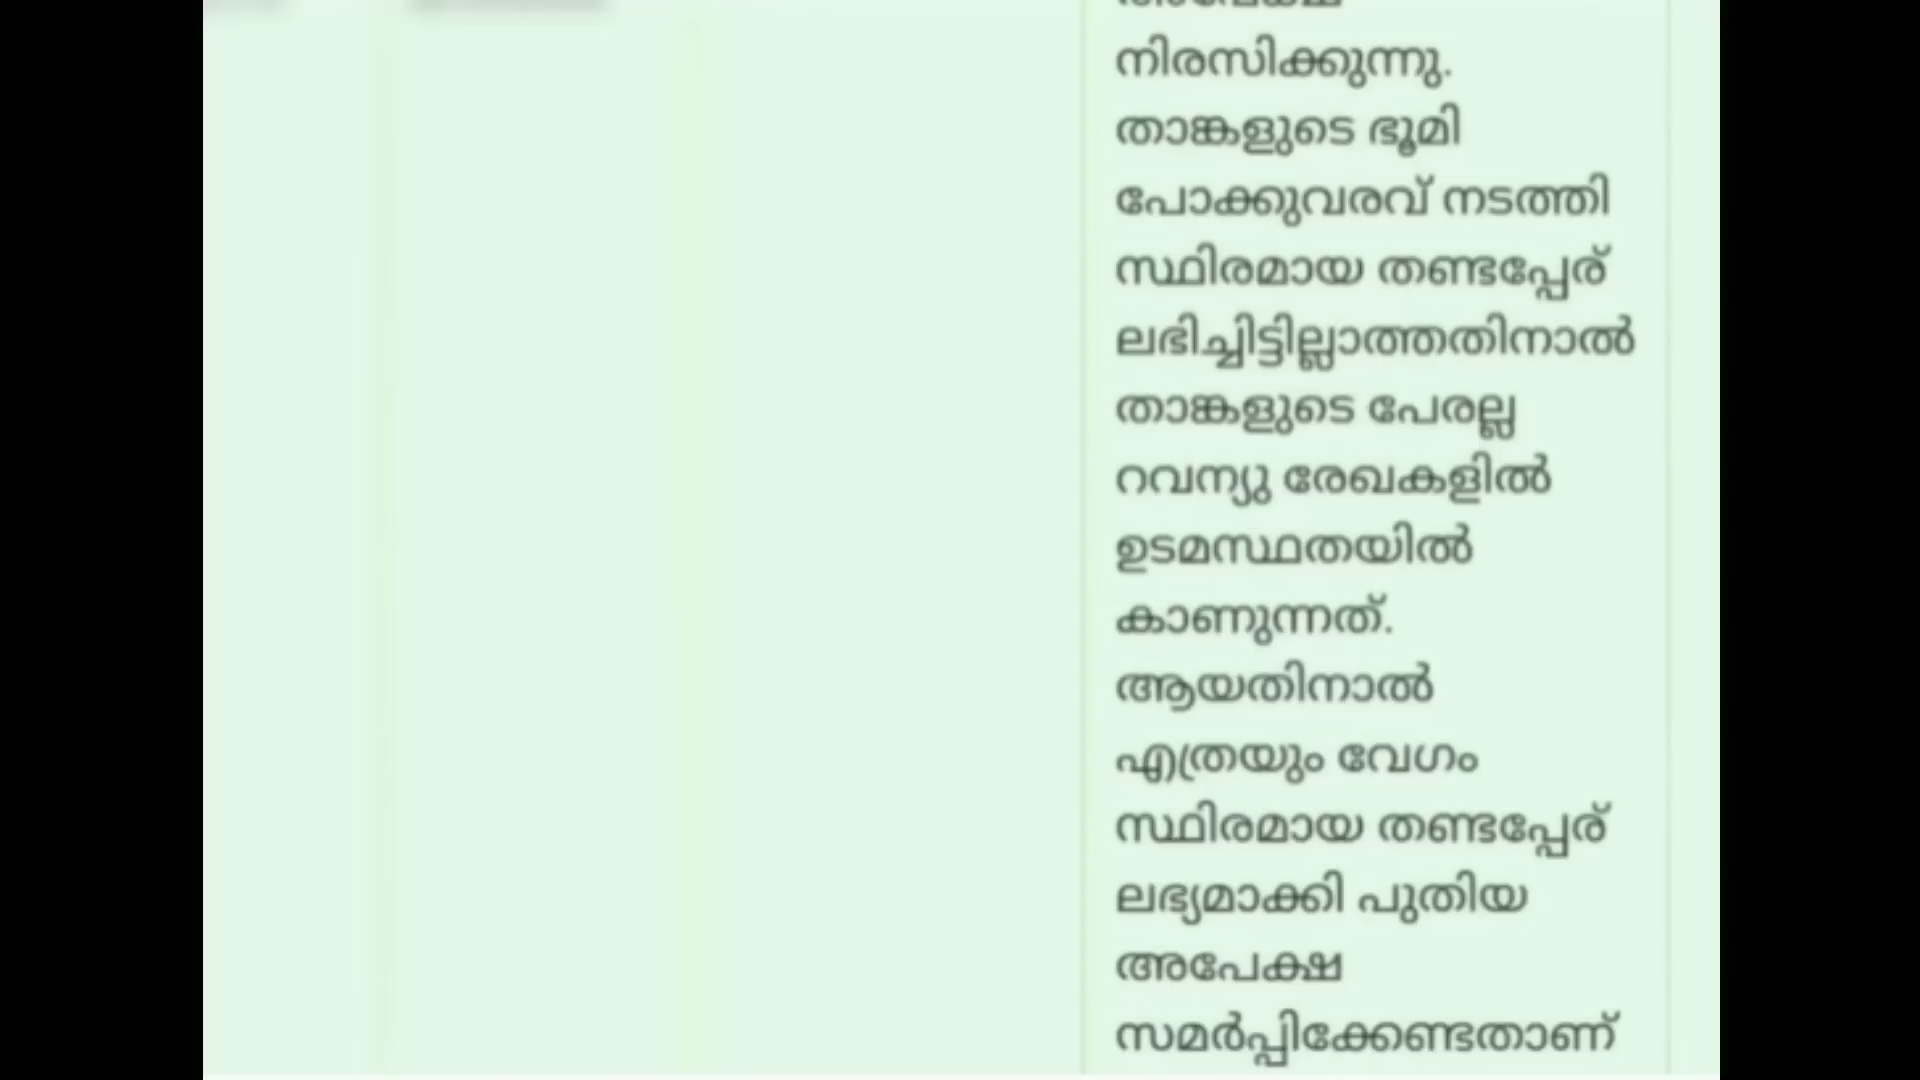 നിരസിക്കുന്നു.
താങ്കളുടെ ഭൂമി
പോക്കുവരവ് നടത്തി
സ്ഥിരമായ തണ്ടപ്പേര്
ലഭിച്ചിട്ടില്ലാത്തതിനാൽ
താങ്കളുടെ പേരല്ല
റവന്യു രേഖകളിൽ
ഉടമസ്ഥതയിൽ
കാണുന്നത്.
ആയതിനാൽ
എത്രയും വേഗം
സ്ഥിരമായ തണ്ടപ്പേര്
ലഭ്യമാക്കി പുതിയ
അപേക്ഷ
സമർപ്പിക്കേണ്ടതാണ്